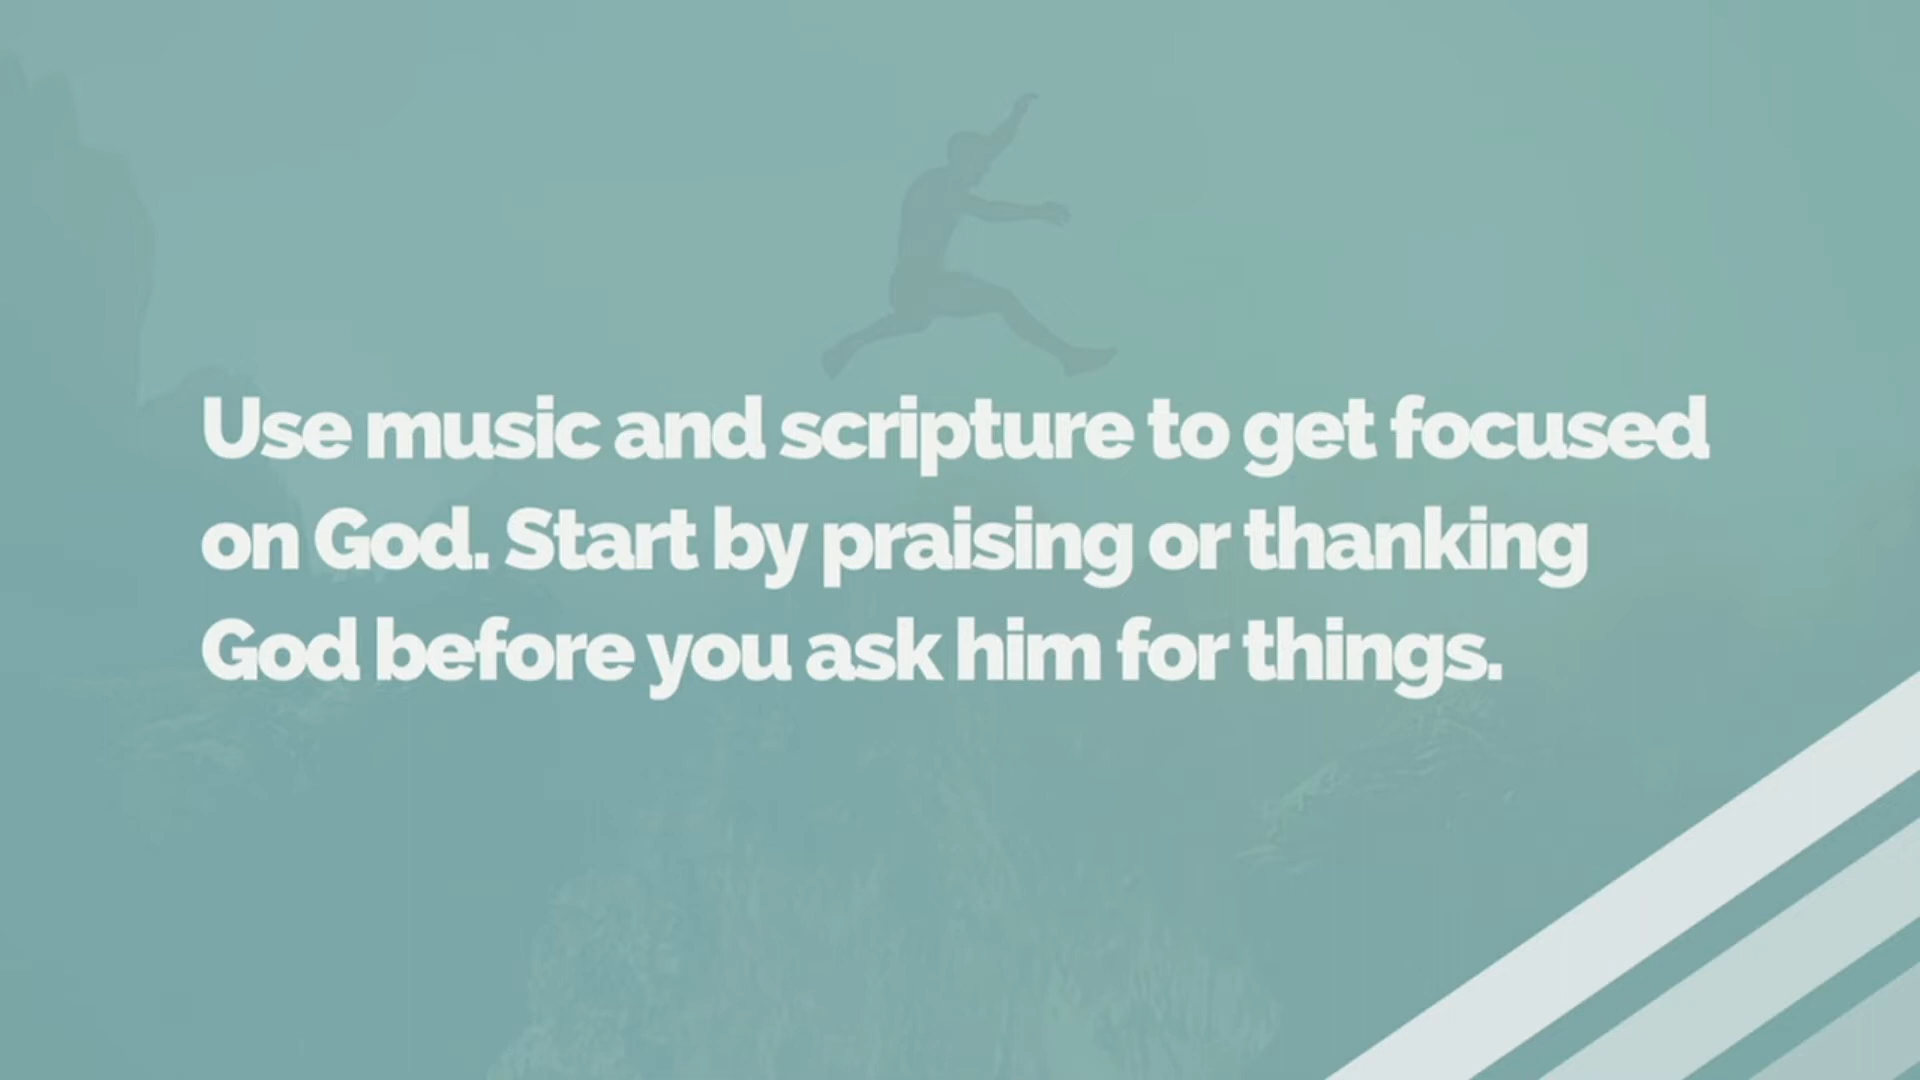 Use music and scripture to get focused
on God. Start by praising or thanking
God before you ask him for things.